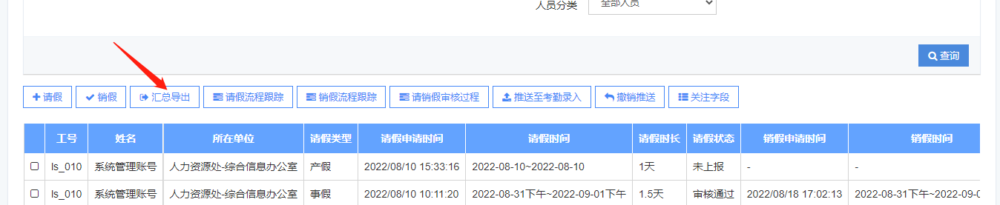 人员分类 全部人员
查询
请假 销假 汇总导出 请假流程跟踪 销假流程跟踪 请销假审核过程 推送至考勤录入 撤销推送 关注字段
工号 姓名 所在单位 请假类型 请假申请时间 请假时间 请假时长 请假状态 销假申请时间 销假时间
ls_010 系统管理账号 人力资源处-综合信息办公室 产假 2022/08/10 15:33:16 2022-08-10~2022-08-10 1天 未上报 - -
ls_010 系统管理账号 人力资源处-综合信息办公室 事假 2022/08/10 10:11:20 2022-08-31下午~2022-09-01下午 1.5天 审核通过 2022/08/18 17:02:13 2022-08-31下午~2022-09-0